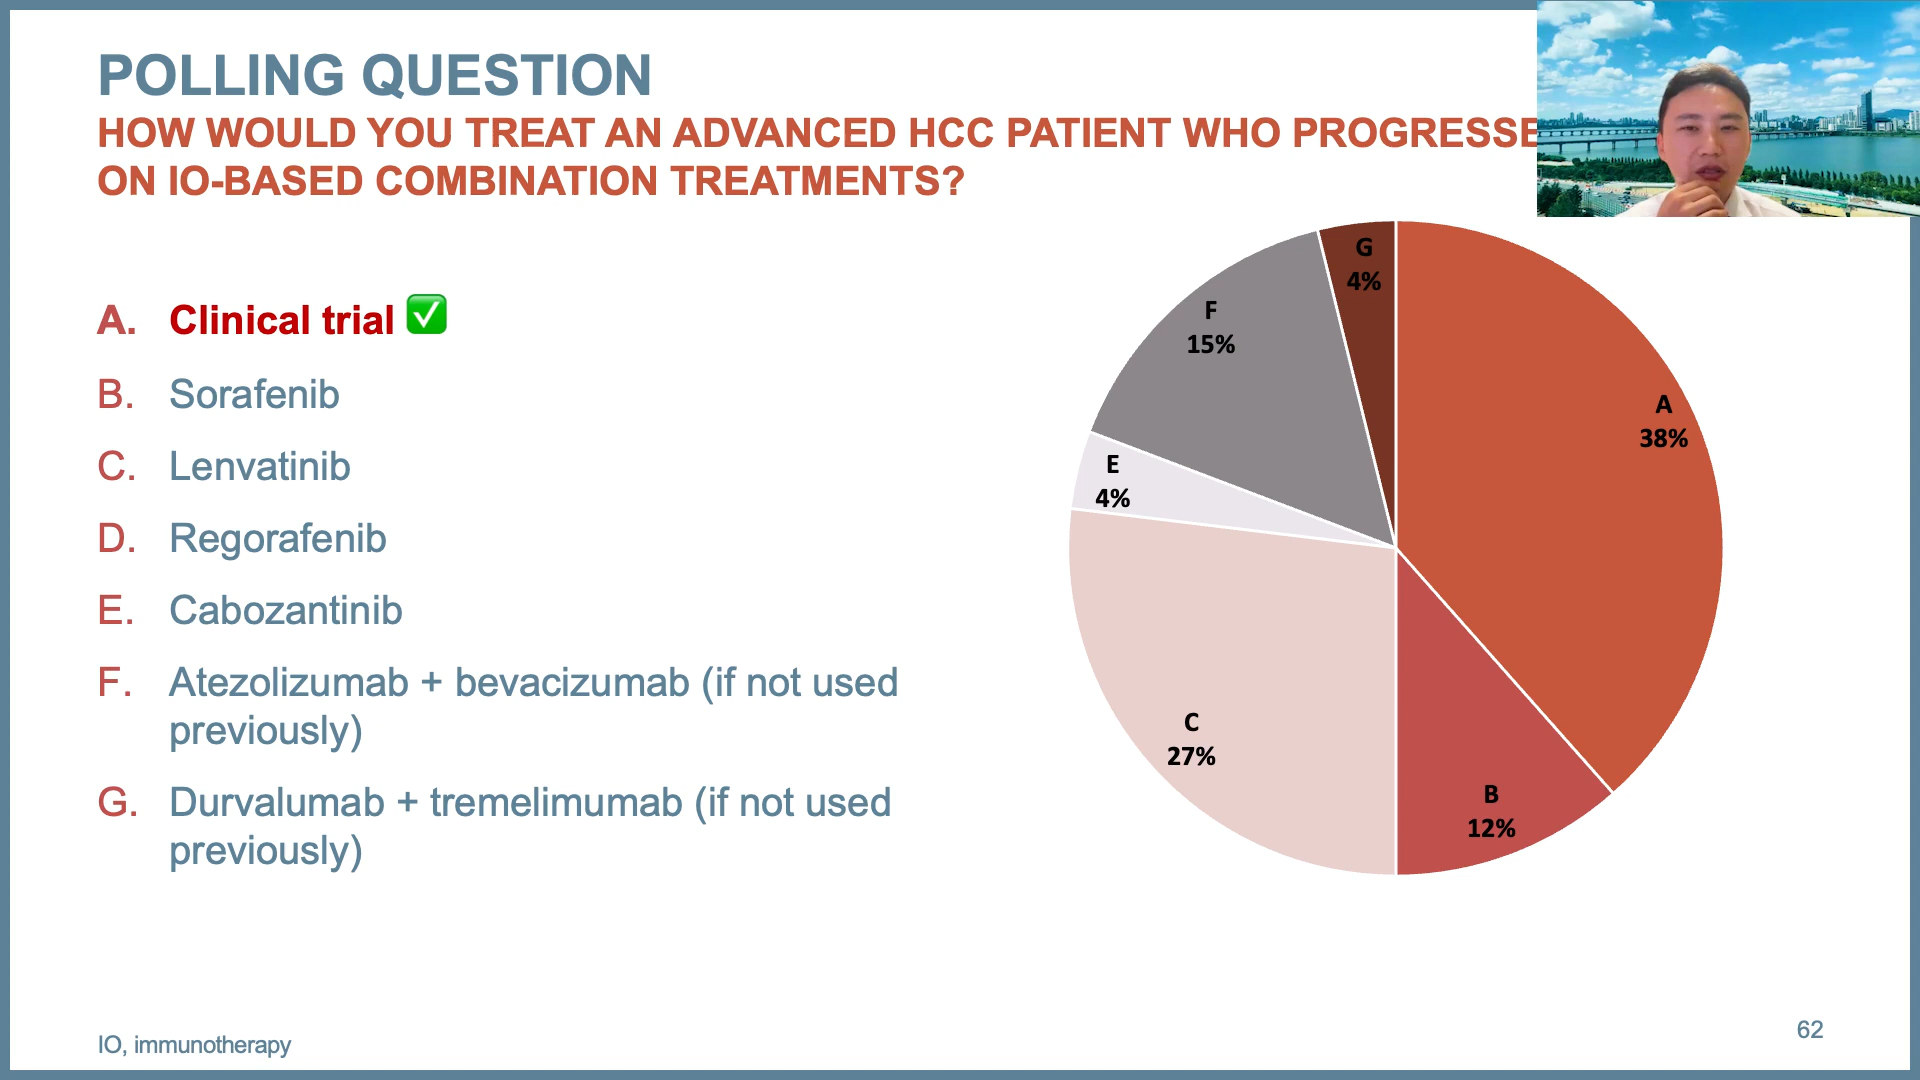 POLLING QUESTION
HOW WOULD YOU TREAT AN ADVANCED HCC PATIENT WHO PROGRESSE
ON IO-BASED COMBINATION TREATMENTS?
A. Clinical trial ✅
B. Sorafenib
C. Lenvatinib
D. Regorafenib
E. Cabozantinib
F. Atezolizumab + bevacizumab (if not used
previously)
G. Durvalumab + tremelimumab (if not used
previously)
G
4%
F
15%
A
38%
E
4%
C
27%
B
12%
IO, immunotherapy
62